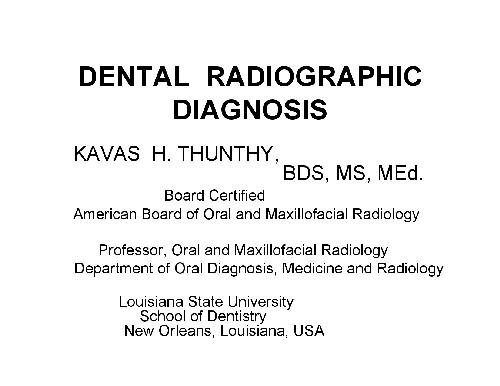 DENTAL RADIOGRAPHIC
DIAGNOSIS
KAVAS H. THUNTHY,
BDS, MS, MEd.
Board Certified
American Board of Oral and Maxillofacial Radiology
Professor, Oral and Maxillofacial Radiology
Department of Oral Diagnosis, Medicine and Radiology
Louisiana State University
School of Dentistry
New Orleans, Louisiana, USA